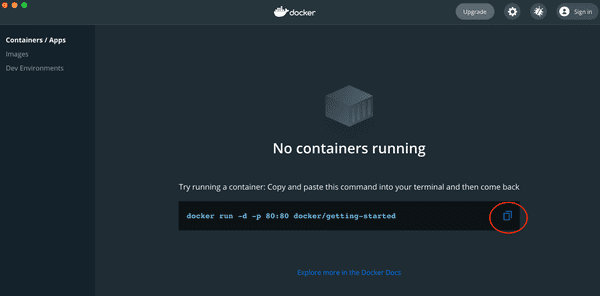 docker
Upgrade
Sign in
Containers / Apps
Images
Dev Environments
No containers running
Try running a container: Copy and paste this command into your terminal and then come back
docker run -d -p 80:80 docker/getting-started
Explore more in the Docker Docs